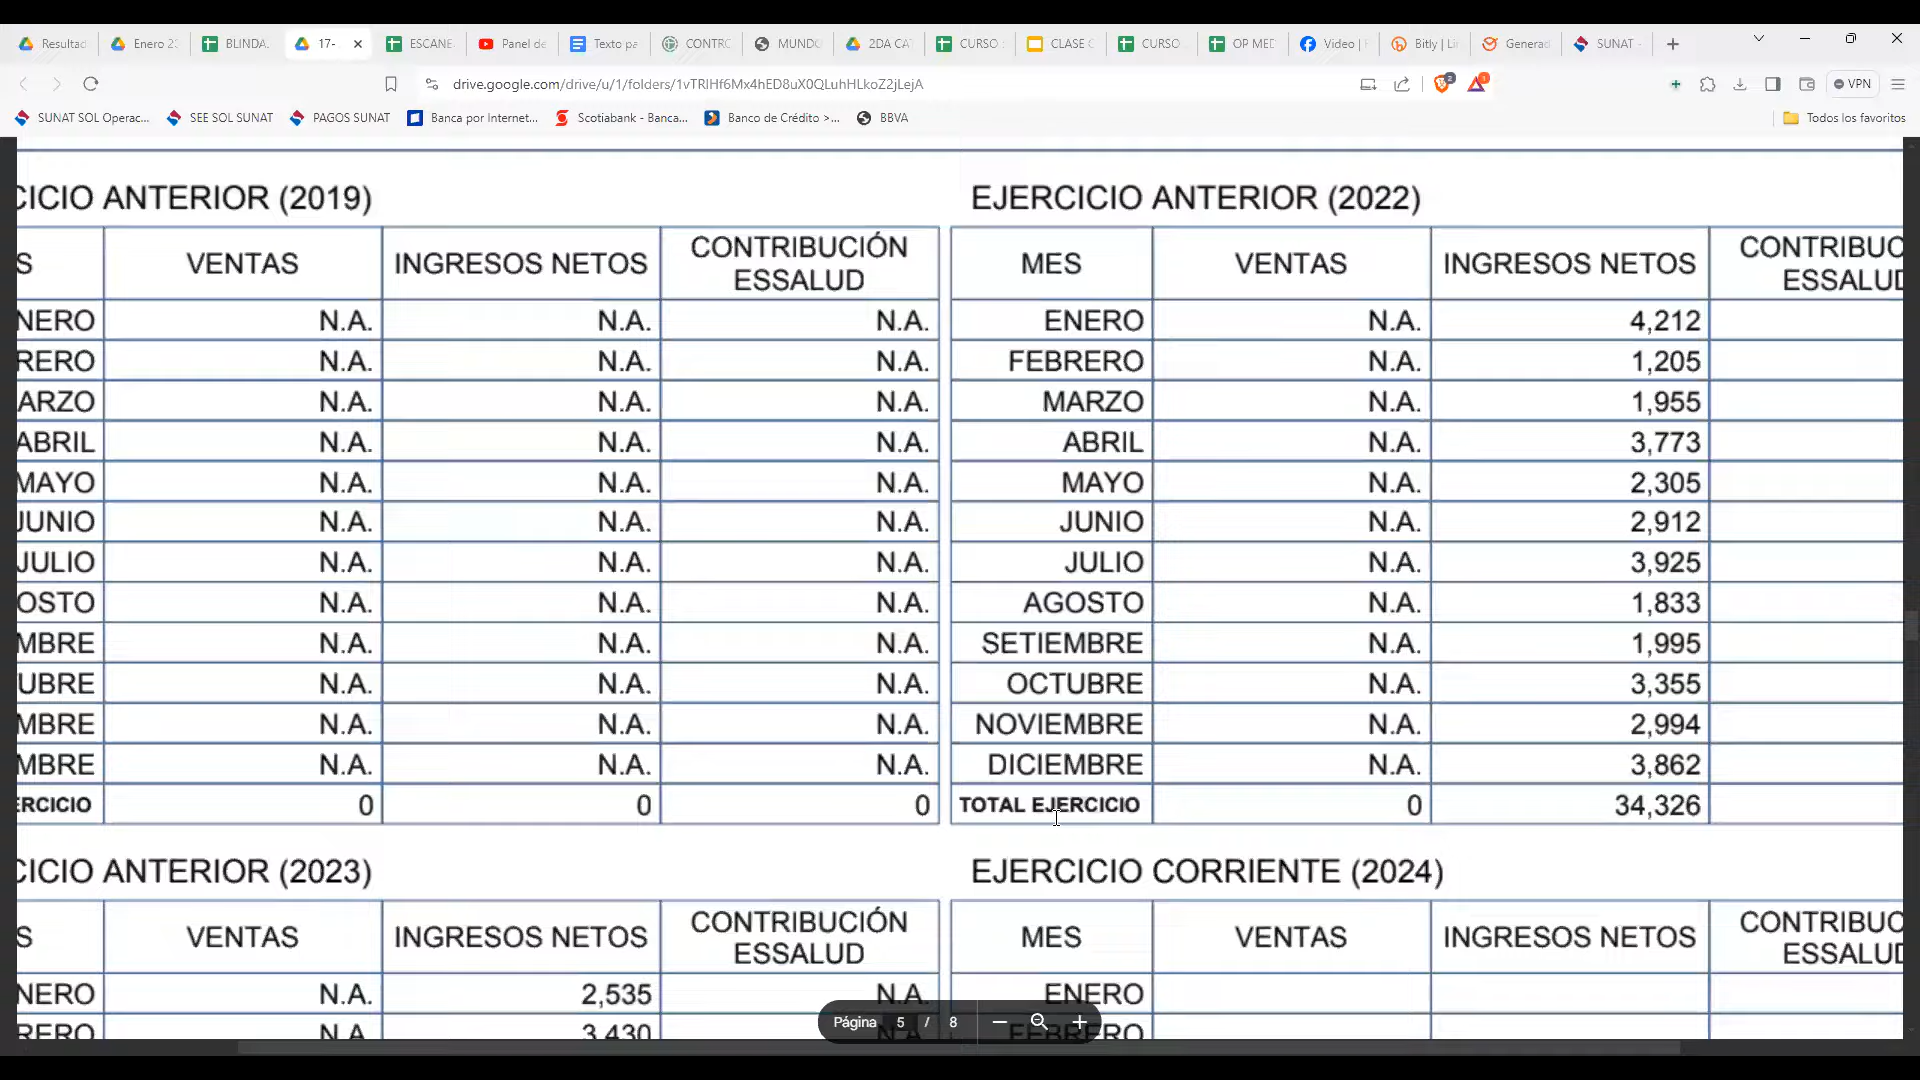 Resultad
Enero 2
BLINDA.
17-
ESCANE
Panel de
Texto pa
CONTRC
MUNDO
2DA CA
CURSO
CLASE
CURSO
OP MED
Video | F
Bitly | Li
Generad
SUNAT -
drive.google.com/drive/u/1/folders/1vTRlHf6Mx4hED8uX0QLuhHLkoZ2jLejA
2
1
VPN
SUNAT SOL Operac...
SEE SOL SUNAT
PAGOS SUNAT
Banca por Internet...
Scotiabank - Banca...
Banco de Crédito >...
BBVA
Todos los favoritos
CICIO ANTERIOR (2019)
S VENTAS INGRESOS NETOS CONTRIBUCIÓN ESSALUD
NERO N.A. N.A. N.A.
RERO N.A. N.A. N.A.
ARZO N.A. N.A. N.A.
ABRIL N.A. N.A. N.A.
MAYO N.A. N.A. N.A.
JUNIO N.A. N.A. N.A.
JULIO N.A. N.A. N.A.
OSTO N.A. N.A. N.A.
MBRE N.A. N.A. N.A.
UBRE N.A. N.A. N.A.
MBRE N.A. N.A. N.A.
MBRE N.A. N.A. N.A.
ERCICIO 0 0 0
EJERCICIO ANTERIOR (2022)
MES VENTAS INGRESOS NETOS CONTRIBUC ESSALUD
ENERO N.A. 4,212
FEBRERO N.A. 1,205
MARZO N.A. 1,955
ABRIL N.A. 3,773
MAYO N.A. 2,305
JUNIO N.A. 2,912
JULIO N.A. 3,925
AGOSTO N.A. 1,833
SETIEMBRE N.A. 1,995
OCTUBRE N.A. 3,355
NOVIEMBRE N.A. 2,994
DICIEMBRE N.A. 3,862
TOTAL EJERCICIO 0 34,326
CICIO ANTERIOR (2023)
S VENTAS INGRESOS NETOS CONTRIBUCIÓN ESSALUD
NERO N.A. 2,535 N.A.
RERO N.A. 3,430 N.A.
EJERCICIO CORRIENTE (2024)
MES VENTAS INGRESOS NETOS CONTRIBUC ESSALUD
ENERO
FEBRERO
Página 5 / 8